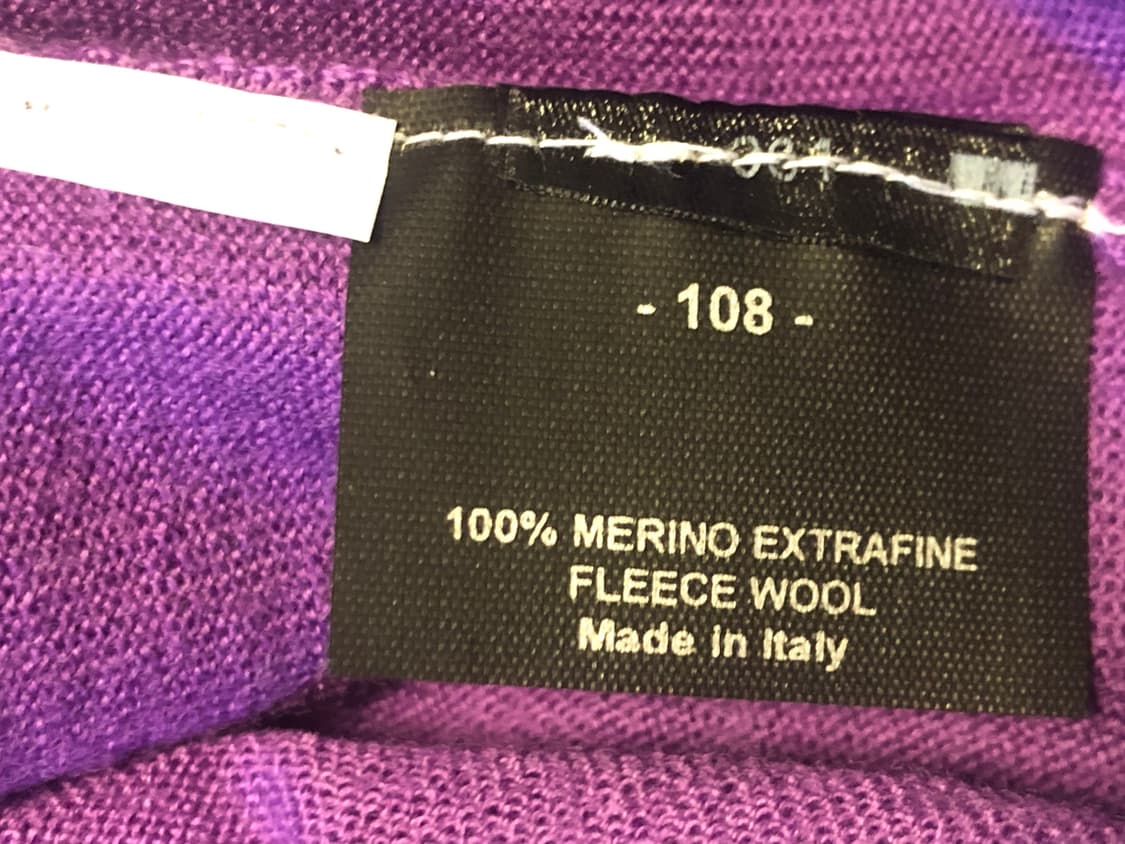 - 108 -
100% MERINO EXTRAFINE
FLEECE WOOL
Made in Italy